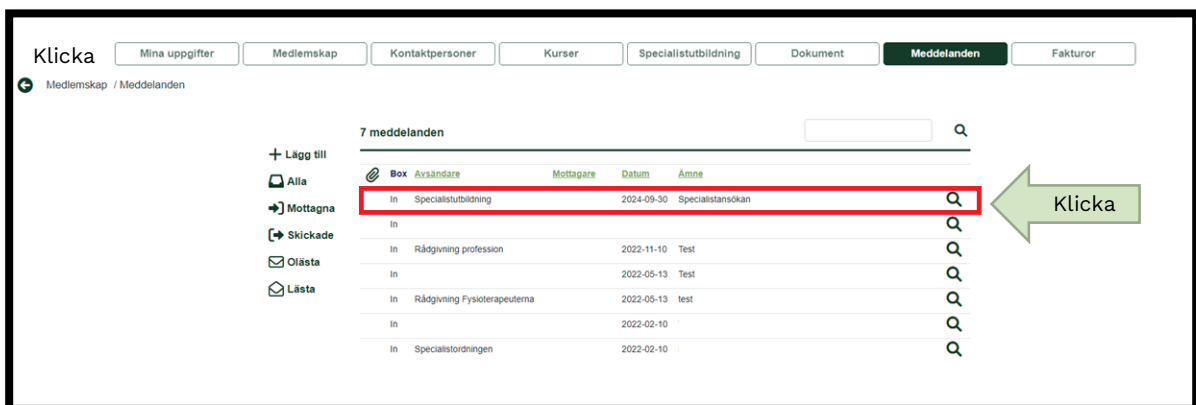 Klicka Mina uppgifter Medlemskap Kontaktpersoner Kurser Specialistutbildning Dokument Meddelanden Fakturor
Medlemskap / Meddelanden
7 meddelanden
Lägg till
Alla
Mottagna
Skickade
Olästa
Lästa
Box Avsändare Mottagare Datum Ämne
In Specialistutbildning 2024-09-30 Specialistansökan
Klicka
In
In Rådgivning profession 2022-11-10 Test
In 2022-05-13 Test
In Rådgivning Fysioterapeuterna 2022-05-13 test
In 2022-02-10
In Specialistordningen 2022-02-10